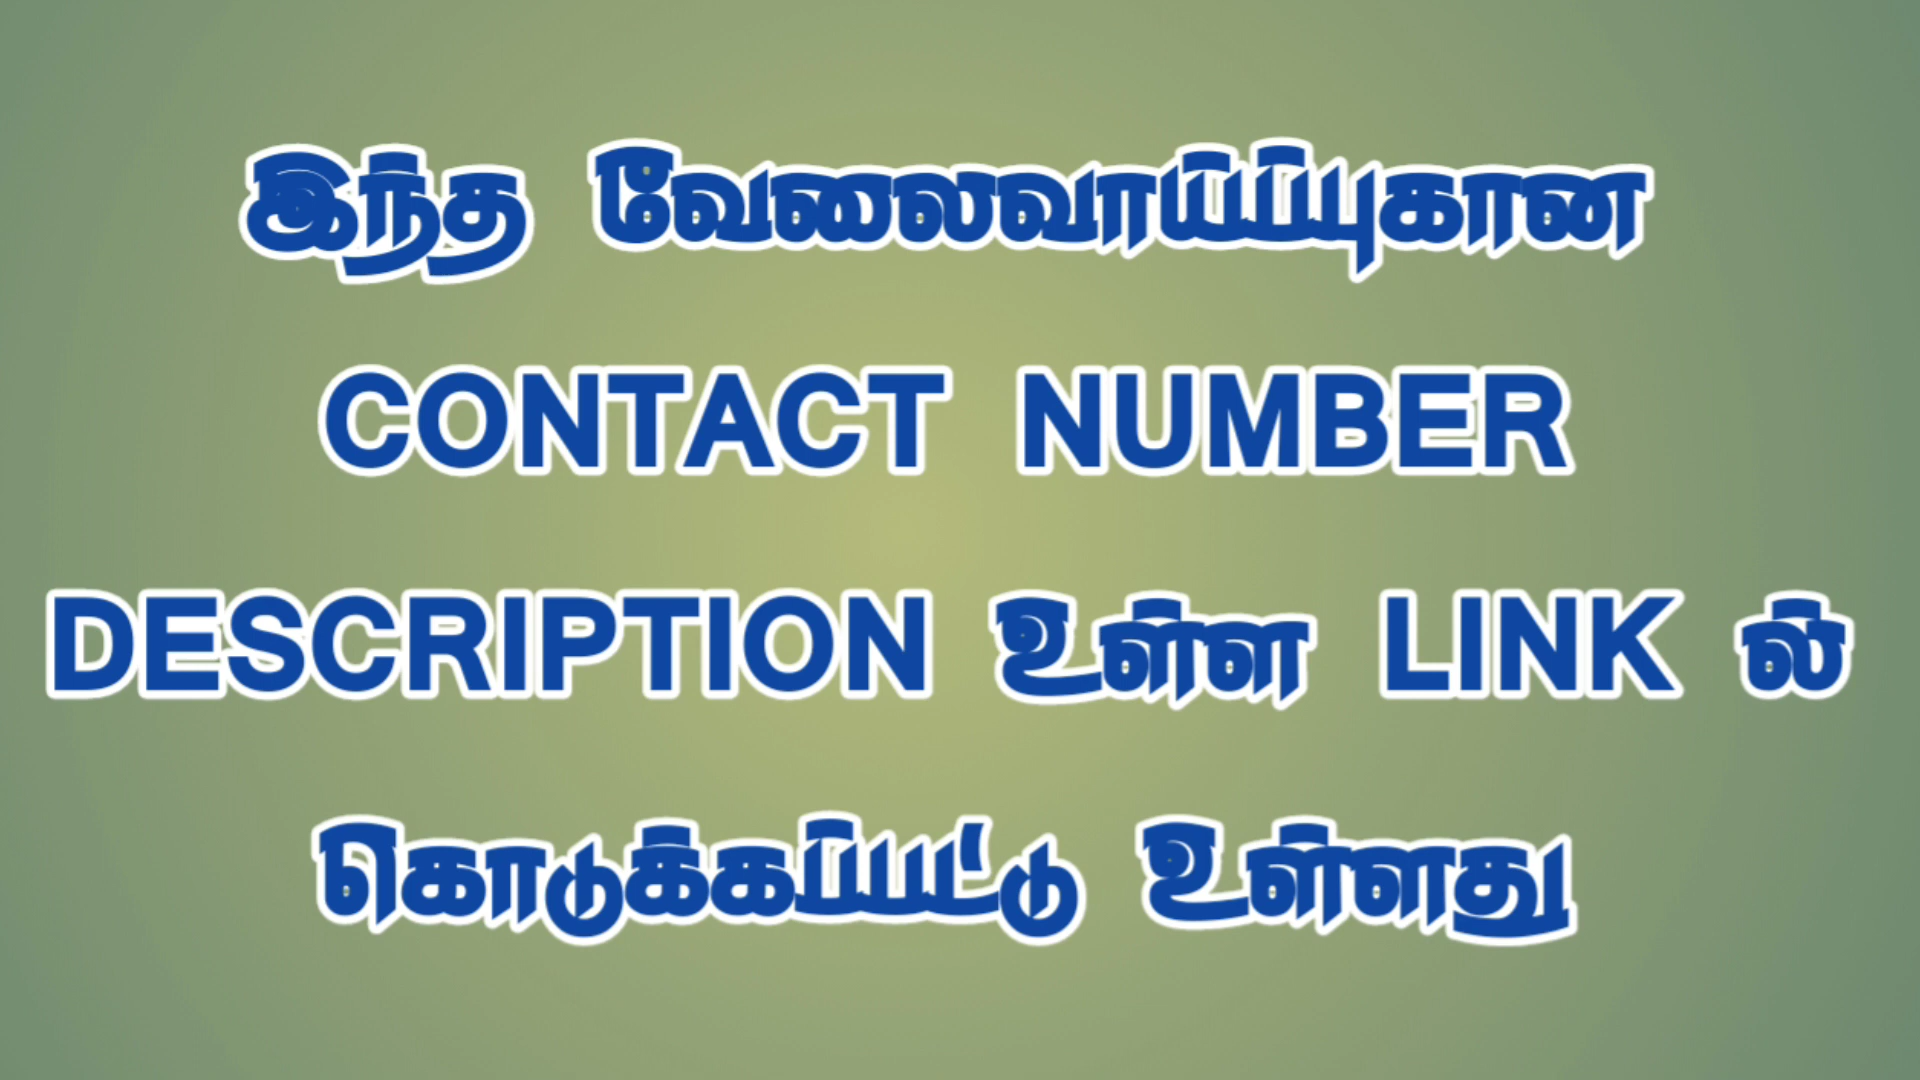 இந்த வேலைவாய்ப்புகான
CONTACT NUMBER
DESCRIPTION உள்ள LINK ல்
கொடுக்கப்பட்டு உள்ளது